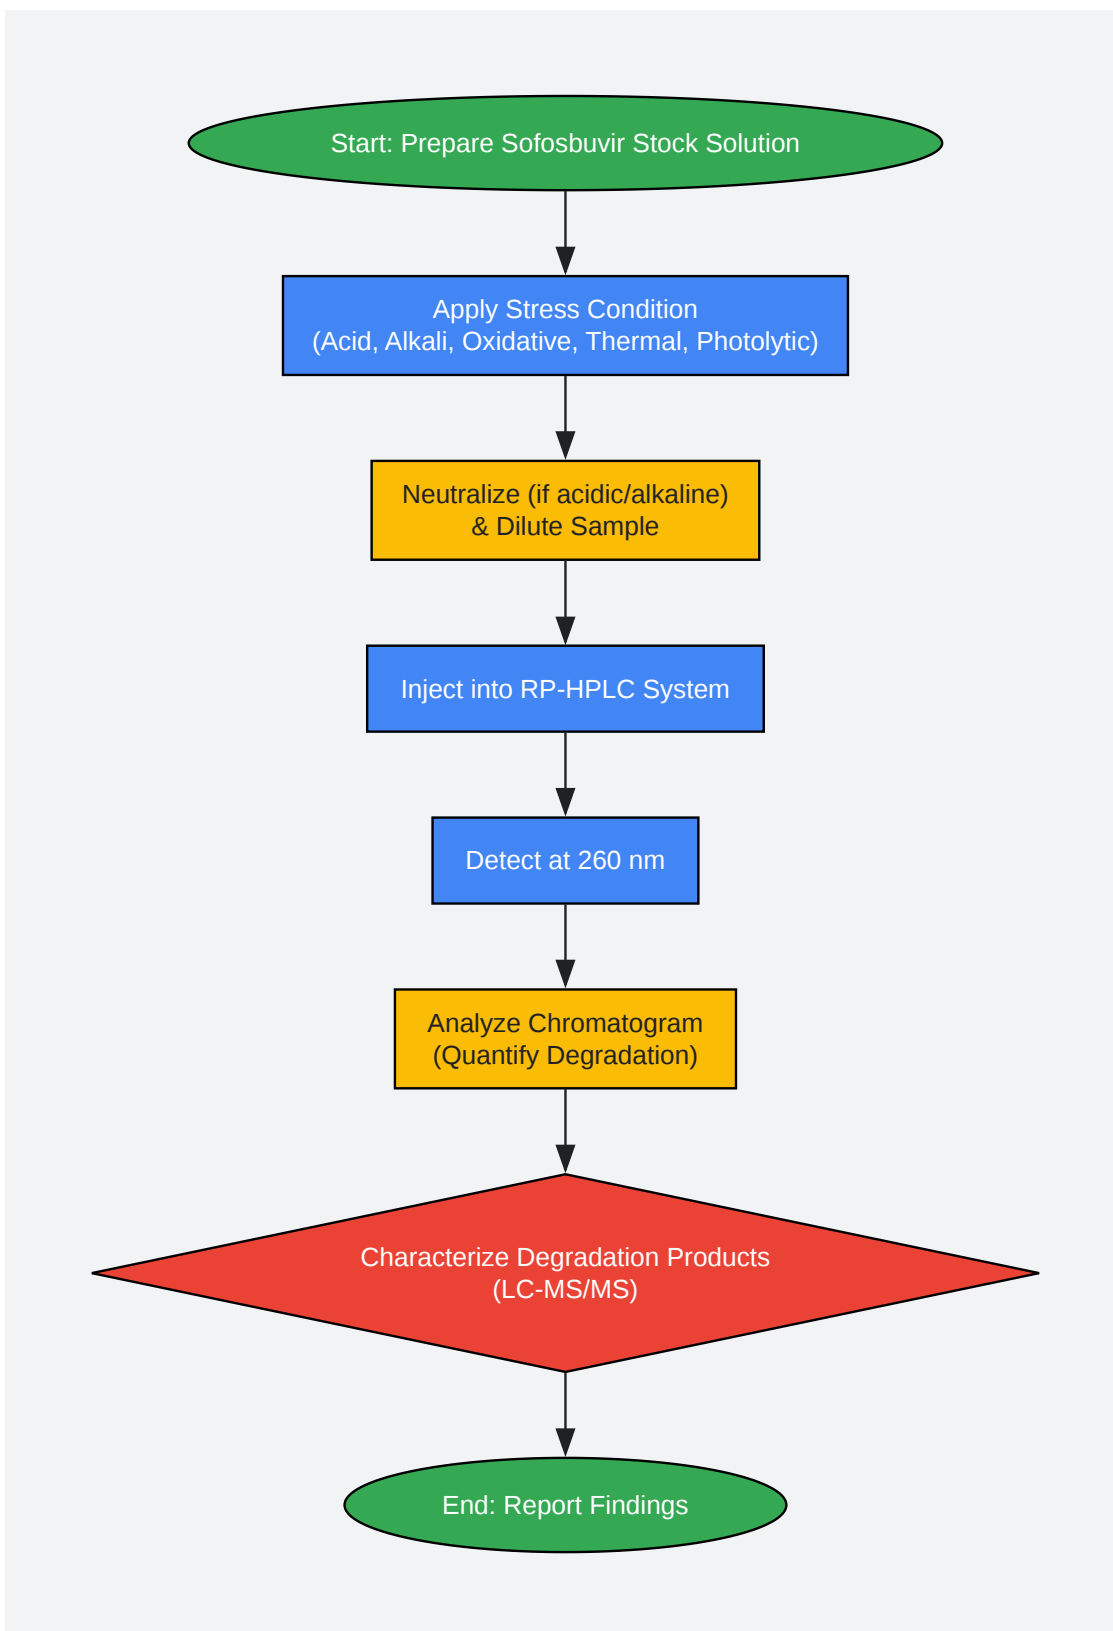 Start: Prepare Sofosbuvir Stock Solution
Apply Stress Condition
(Acid, Alkali, Oxidative, Thermal, Photolytic)
Neutralize (if acidic/alkaline)
& Dilute Sample
Inject into RP-HPLC System
Detect at 260 nm
Analyze Chromatogram
(Quantify Degradation)
Characterize Degradation Products
(LC-MS/MS)
End: Report Findings